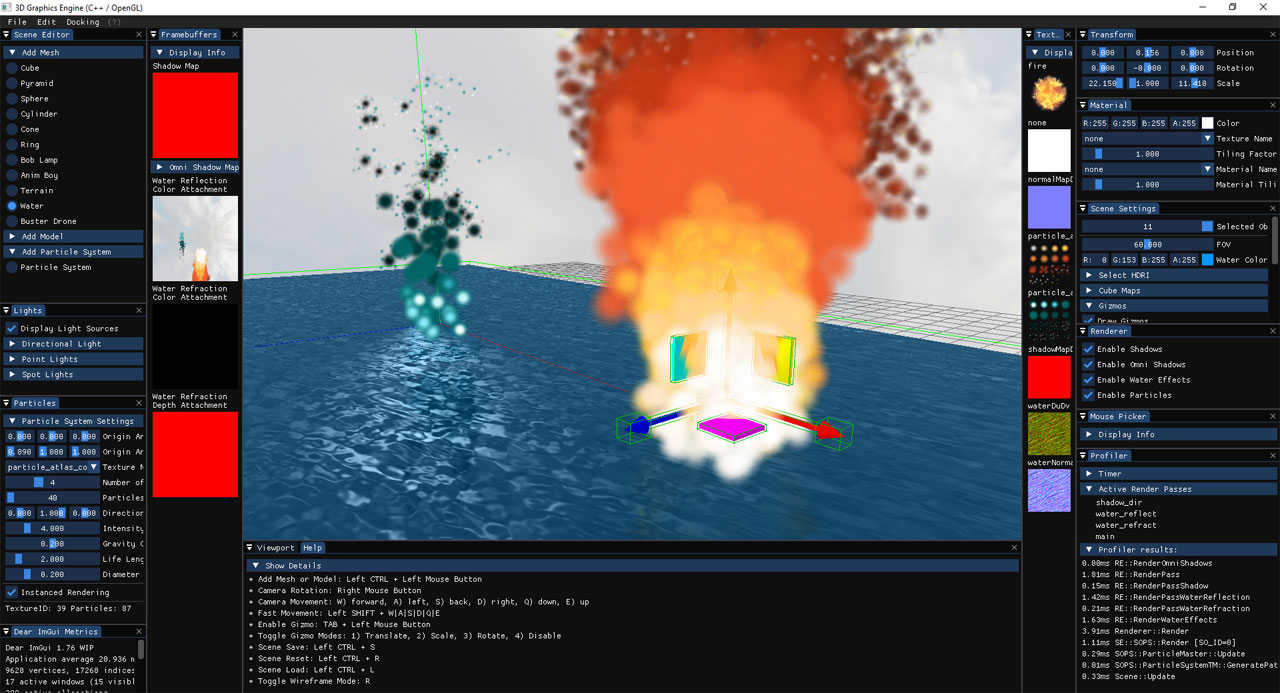 3D Graphics Engine (C++ / OpenGL)
File Edit Docking (?)
Scene Editor
Add Mesh
Cube
Pyramid
Sphere
Cylinder
Cone
Ring
Bob Lamp
Anim Boy
Terrain
Water
Buster Drone
Add Model
Add Particle System
Particle System
Lights
Display Light Sources
Directional Light
Point Lights
Spot Lights
Particles
Particle System Settings
0.000 0.000 0.000 Origin Ar
0.890 1.000 1.000 Origin Ar
particle_atlas_co Texture N
4 Number of
40 Particles
0.000 1.000 0.000 Direction
4.000 Intensity
0.200 Gravity C
2.000 Life Leng
0.200 Diameter
Instanced Rendering
TextureID: 39 Particles: 87
Dear ImGui Metrics
Dear ImGui 1.76 WIP
Application average 20.936 m
9628 vertices, 17268 indices
17 active windows (15 visibl
Framebuffers
Display Info
Shadow Map
Omni Shadow Map
Water Reflection
Color Attachment
Water Refraction
Color Attachment
Water Refraction
Depth Attachment
Viewport Help
Show Details
Add Mesh or Model: Left CTRL + Left Mouse Button
Camera Rotation: Right Mouse Button
Camera Movement: W) forward, A) left, S) back, D) right, Q) down, E) up
Fast Movement: Left SHIFT + W|A|S|D|Q|E
Enable Gizmo: TAB + Left Mouse Button
Toggle Gizmo Modes: 1) Translate, 2) Scale, 3) Rotate, 4) Disable
Scene Save: Left CTRL + S
Scene Reset: Left CTRL + R
Scene Load: Left CTRL + L
Toggle Wireframe Mode: R
Text..
Displa
fire
none
normalMapD
particle_a
particle_a
shadowMapD
waterDuDv
waterNorma
Transform
0.000 0.156 0.000 Position
0.000 -0.000 0.000 Rotation
22.150 1.000 11.410 Scale
Material
R:255 G:255 B:255 A:255 Color
none Texture Name
1.000 Tiling Factor
none Material Name
1.000 Material Tili
Scene Settings
11 Selected Ob
60.000 FOV
R: 0 G:153 B:255 A:255 Water Color
Select HDRI
Cube Maps
Gizmos
Draw Gizmos
Renderer
Enable Shadows
Enable Omni Shadows
Enable Water Effects
Enable Particles
Mouse Picker
Display Info
Profiler
Timer
Active Render Passes
shadow_dir
water_reflect
water_refract
main
Profiler results:
0.00ms RE::RenderOmniShadows
1.01ms RE::RenderPass
0.15ms RE::RenderPassShadow
1.42ms RE::RenderPassWaterReflection
0.21ms RE::RenderPassWaterRefraction
1.63ms RE::RenderWaterEffects
3.91ms Renderer::Render
1.11ms SE::SOPS::Render [SO_ID=0]
0.29ms SOPS::ParticleMaster::Update
0.01ms SOPS::ParticleSystemTM::GeneratePat
0.33ms Scene::Update